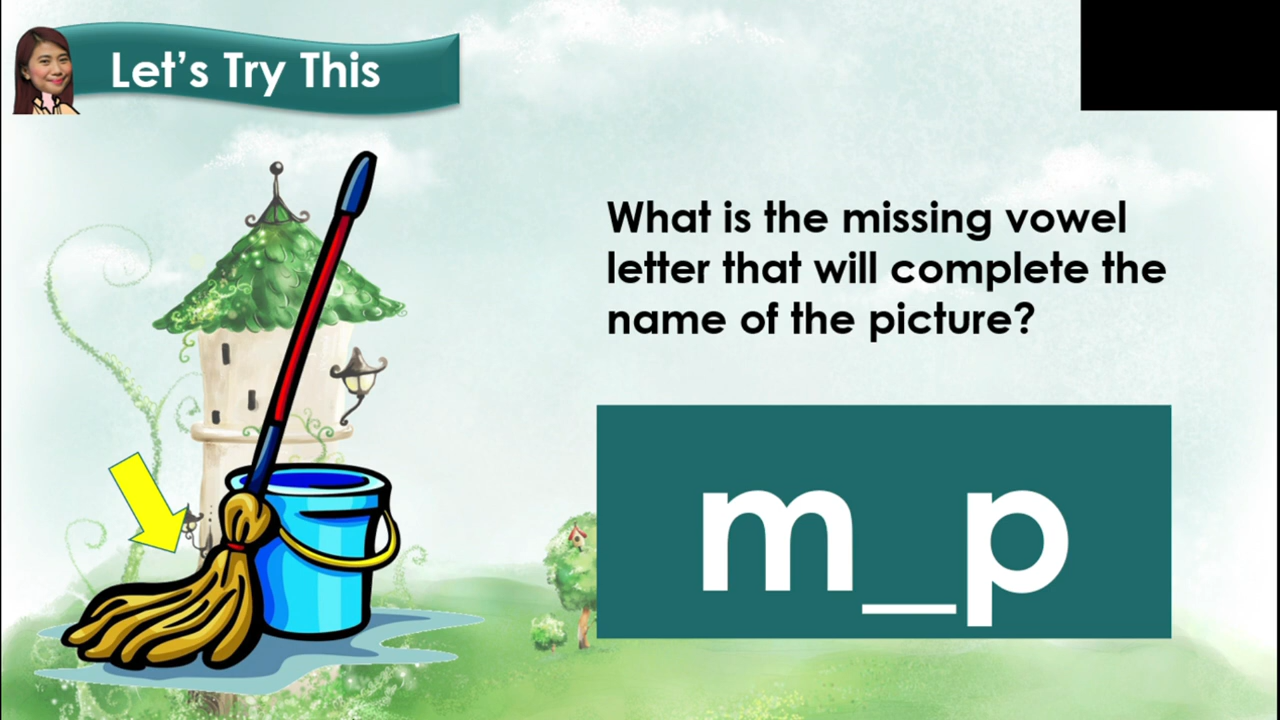 Let’s Try This
What is the missing vowel
letter that will complete the
name of the picture?
m_p